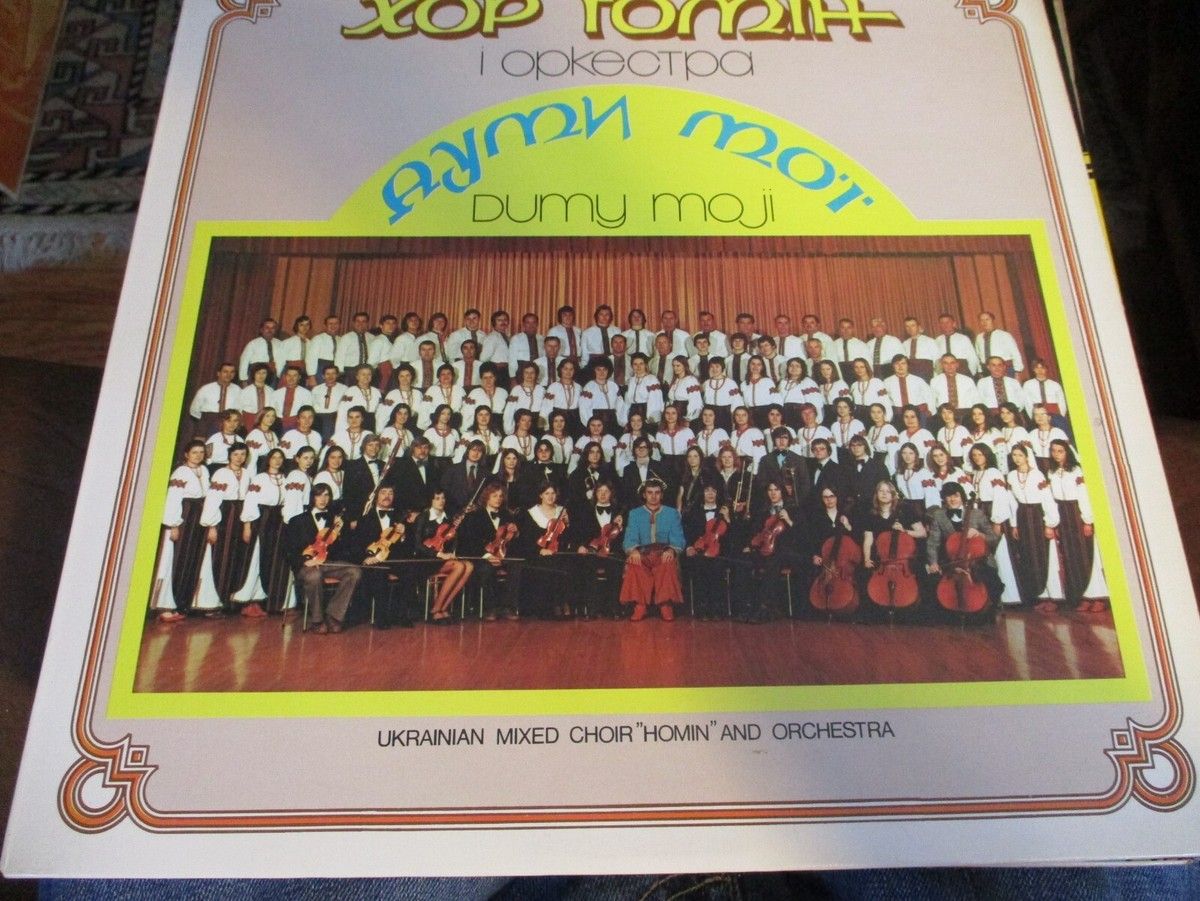 ХОР ГОМІН
і оркестра
ДУМИ МОЇ
Dumy moji
UKRAINIAN MIXED CHOIR "HOMIN" AND ORCHESTRA